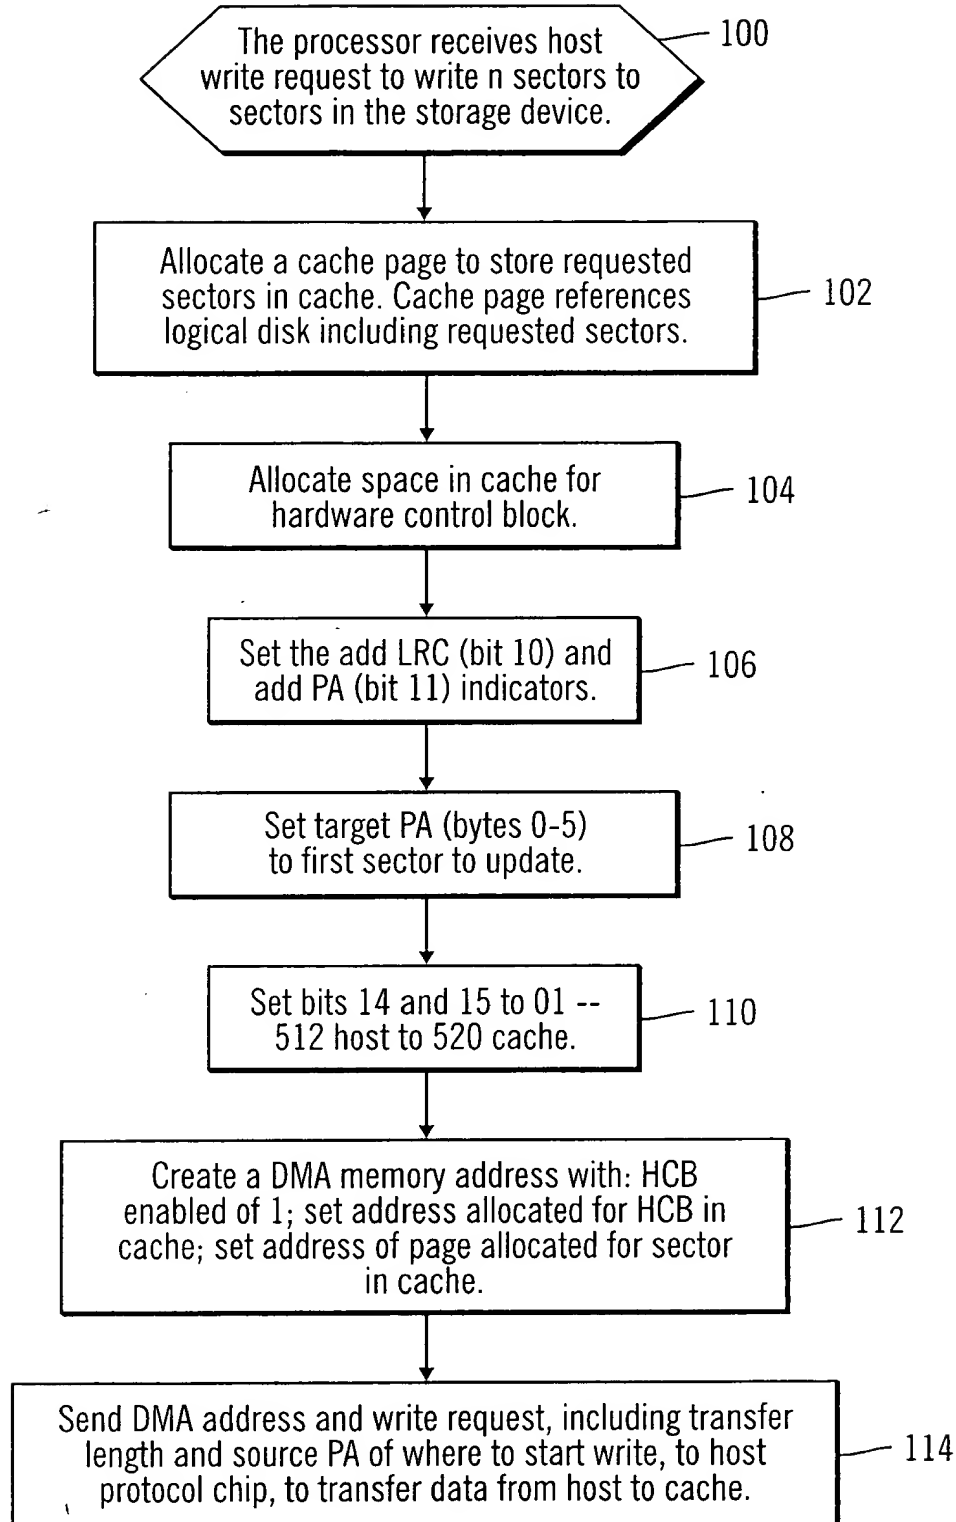 The processor receives host
write request to write n sectors to
sectors in the storage device.
100
Allocate a cache page to store requested
sectors in cache. Cache page references
logical disk including requested sectors.
102
Allocate space in cache for
hardware control block.
104
Set the add LRC (bit 10) and
add PA (bit 11) indicators.
106
Set target PA (bytes 0-5)
to first sector to update.
108
Set bits 14 and 15 to 01 --
512 host to 520 cache.
110
Create a DMA memory address with: HCB
enabled of 1; set address allocated for HCB in
cache; set address of page allocated for sector
in cache.
112
Send DMA address and write request, including transfer
length and source PA of where to start write, to host
protocol chip, to transfer data from host to cache.
114